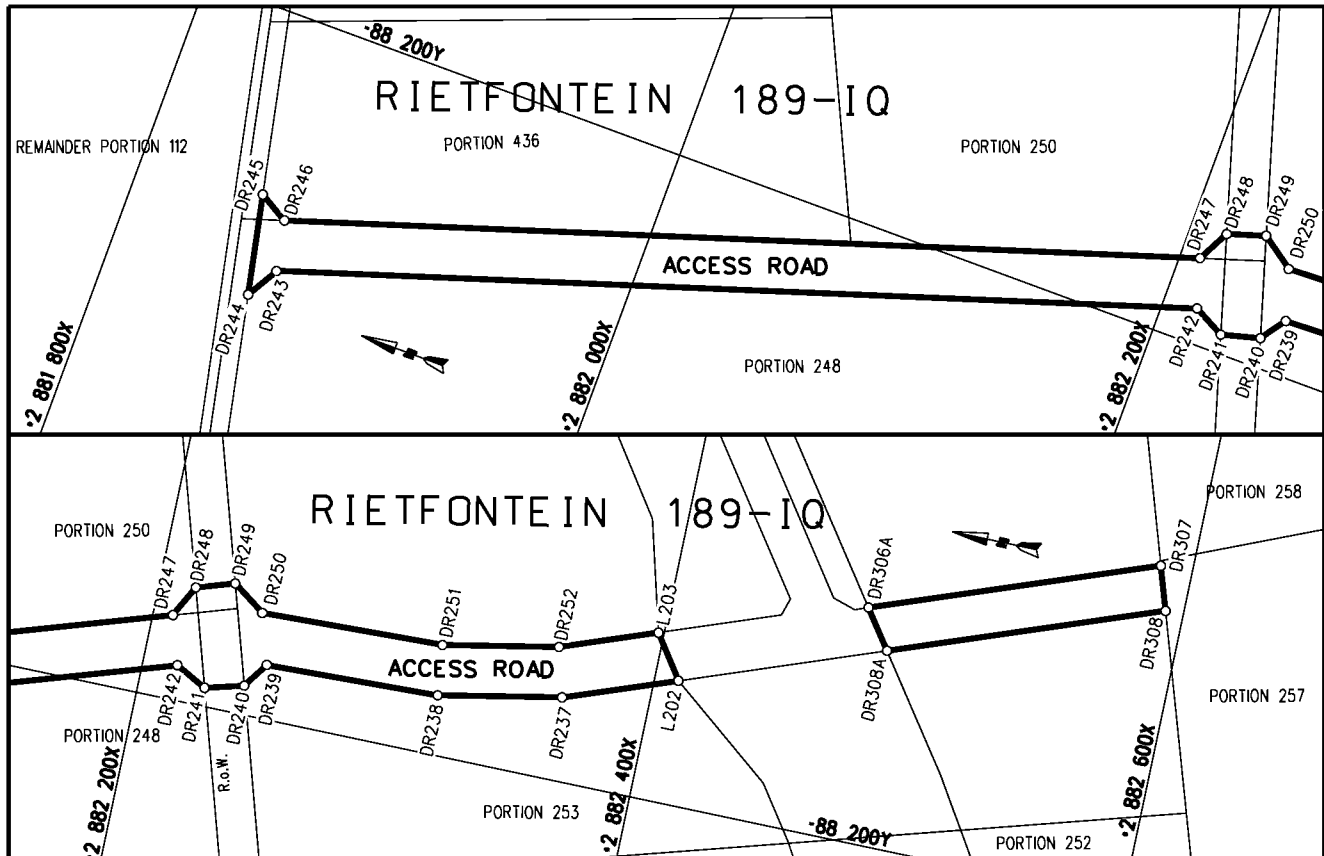 -88 200Y
RIETFONTEIN 189-IQ
REMAINDER PORTION 112
PORTION 436
PORTION 250
DR245
DR246
DR247
DR248
DR249
DR250
ACCESS ROAD
DR244
DR243
DR242
DR241
DR240
DR239
PORTION 248
+2 881 800X
+2 882 000X
+2 882 200X
RIETFONTEIN 189-IQ
PORTION 250
PORTION 258
DR247
DR248
DR249
DR250
DR251
DR252
L203
DR306A
DR307
ACCESS ROAD
DR242
DR241
DR240
DR239
DR238
DR237
L202
DR308A
DR308
PORTION 248
PORTION 257
R.o.W.
+2 882 200X
+2 882 400X
+2 882 600X
PORTION 253
-88 200Y
PORTION 252